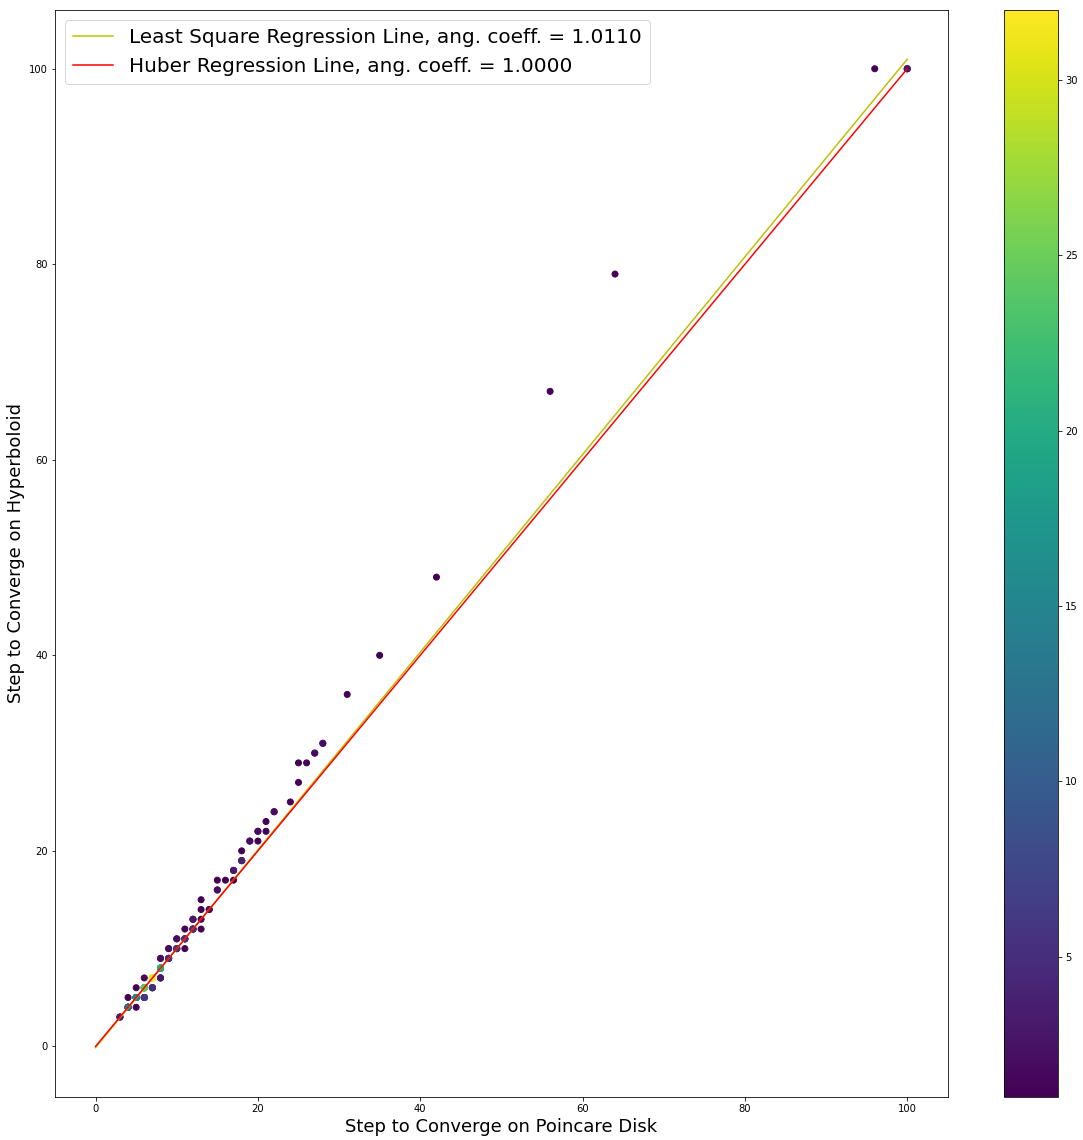 Least Square Regression Line, ang. coeff. = 1.0110
Huber Regression Line, ang. coeff. = 1.0000
100
80
60
40
20
0
Step to Converge on Hyperboloid
0 20 40 60 80 100
Step to Converge on Poincare Disk
30
25
20
15
10
5